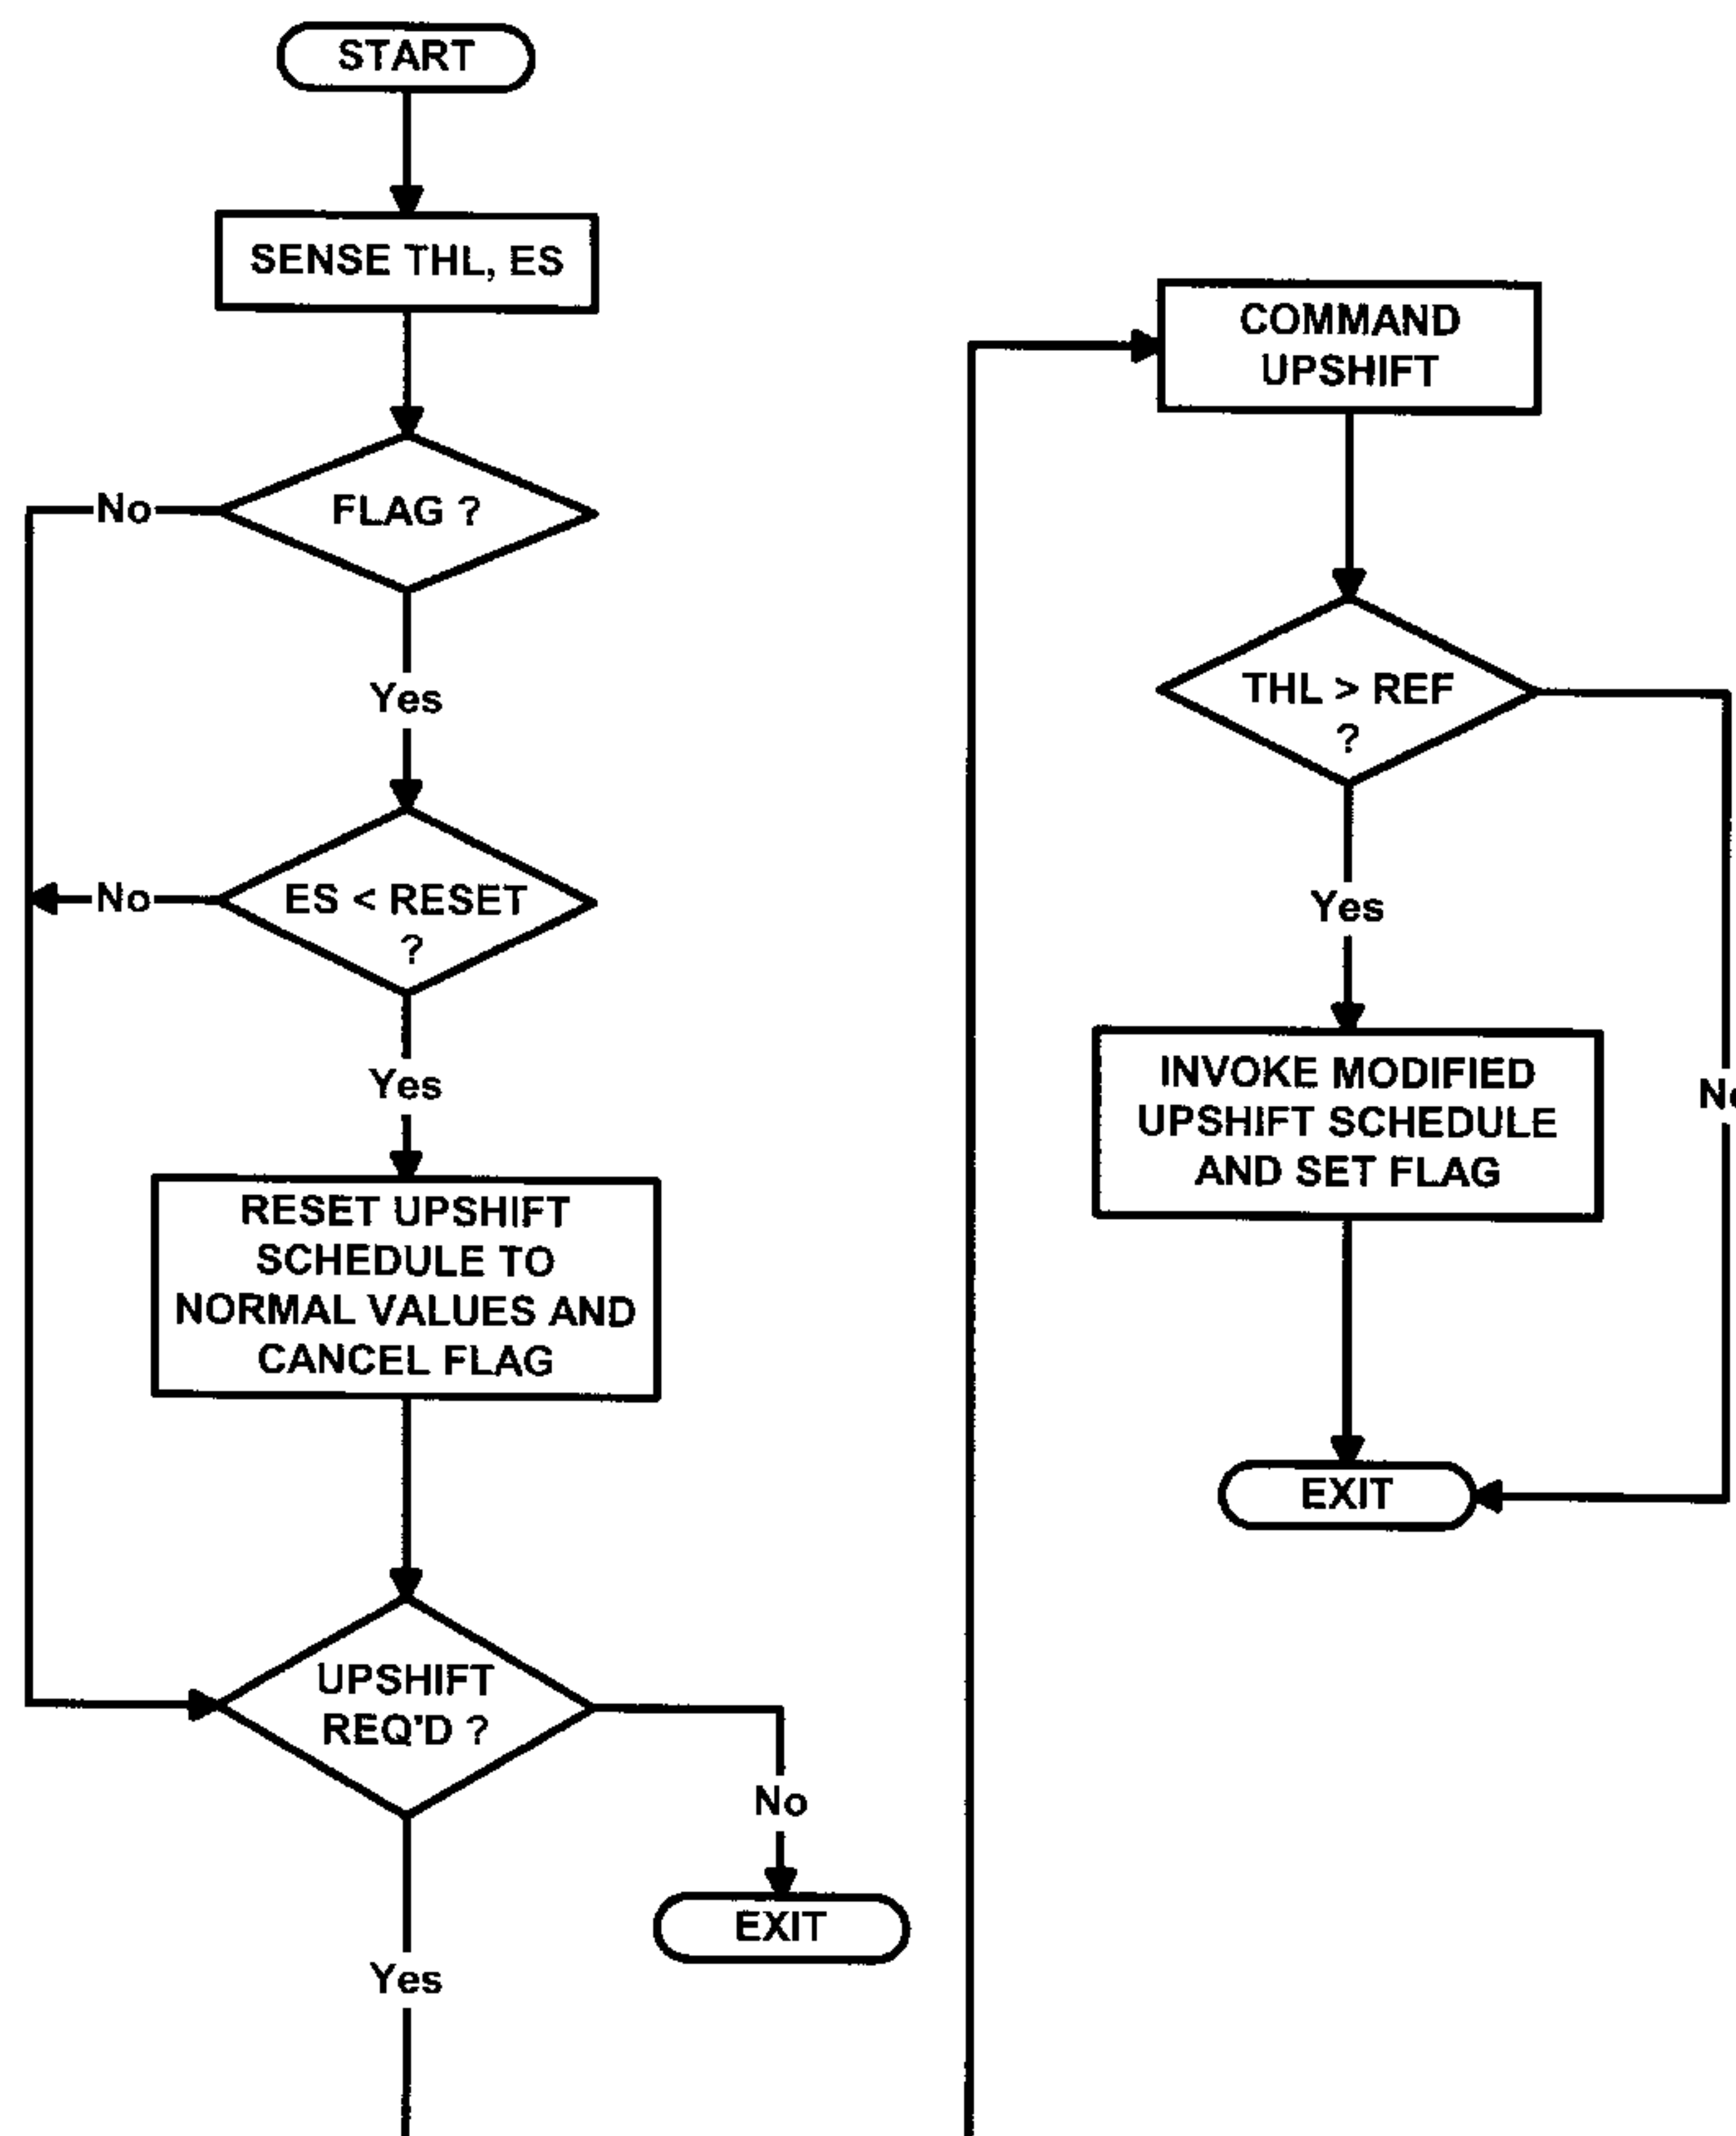 START
SENSE THL, ES
FLAG ?
No
Yes
ES < RESET
?
No
Yes
RESET UPSHIFT
SCHEDULE TO
NORMAL VALUES AND
CANCEL FLAG
UPSHIFT
REQ'D ?
No
EXIT
Yes
COMMAND
UPSHIFT
THL > REF
?
Yes
No
INVOKE MODIFIED
UPSHIFT SCHEDULE
AND SET FLAG
EXIT